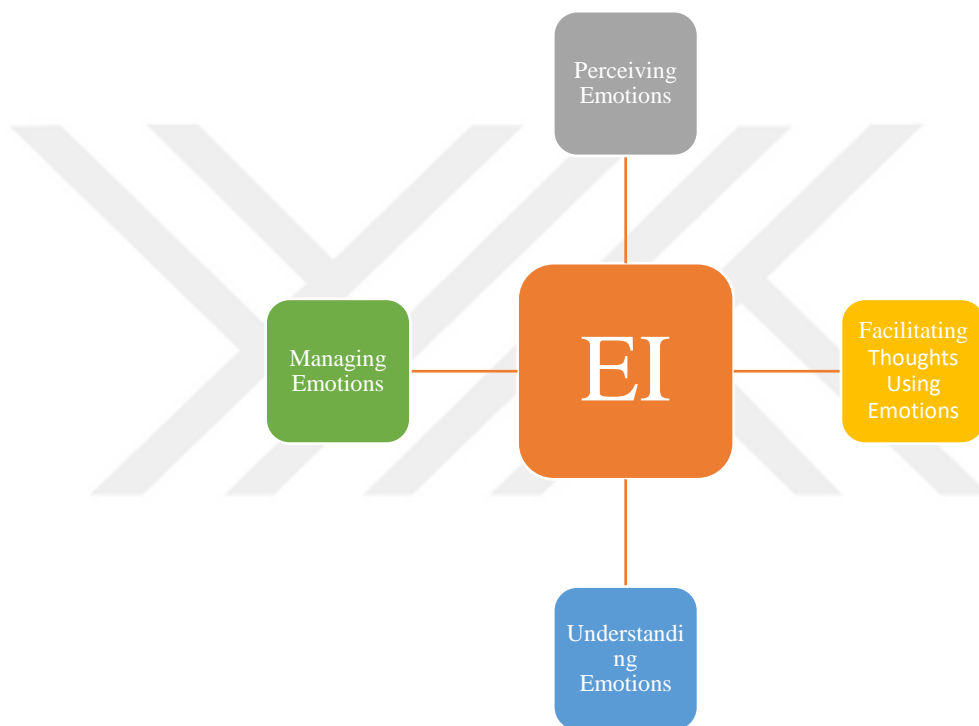 Perceiving
Emotions
Managing
Emotions
EI
Facilitating
Thoughts
Using
Emotions
Understandi
ng
Emotions